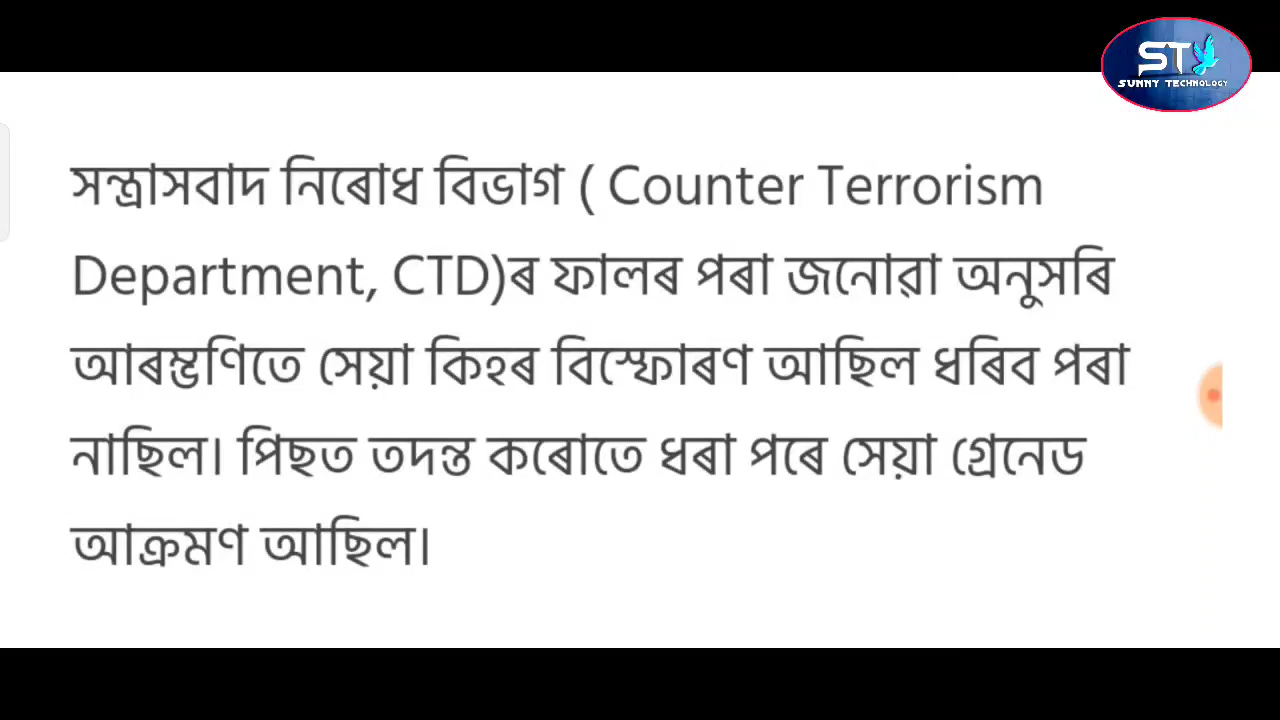 ST
SUNNY TECHNOLOGY
সন্ত্ৰাসবাদ নিৰোধ বিভাগ ( Counter Terrorism
Department, CTD)ৰ ফালৰ পৰা জনোৱা অনুসৰি
আৰম্ভণিতে সেয়া কিহৰ বিস্ফোৰণ আছিল ধৰিব পৰা
নাছিল। পিছত তদন্ত কৰোতে ধৰা পৰে সেয়া গ্ৰেনেড
আক্ৰমণ আছিল।